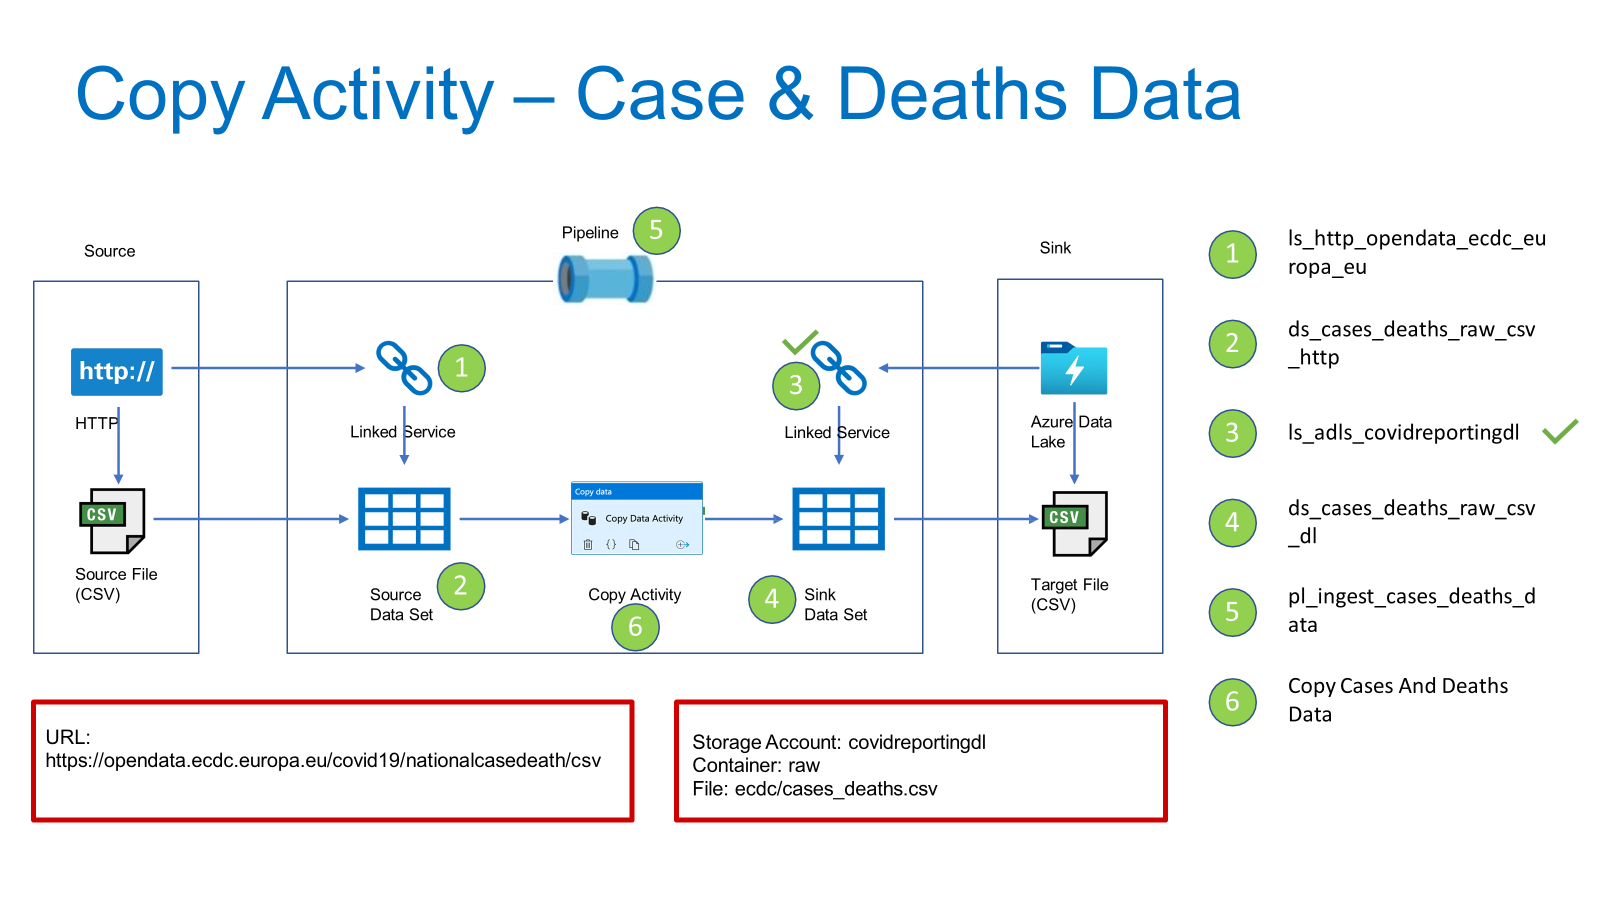 Copy Activity – Case & Deaths Data
Source
Pipeline
5
Sink
http://
HTTP
CSV
Source File
(CSV)
1
Linked Service
Source
Data Set
2
Copy data
Copy Data Activity
{}
Copy Activity
6
3
Linked Service
4
Sink
Data Set
Azure Data
Lake
CSV
Target File
(CSV)
1
ls_http_opendata_ecdc_eu
ropa_eu
2
ds_cases_deaths_raw_csv
_http
3
ls_adls_covidreportingdl
4
ds_cases_deaths_raw_csv
_dl
5
pl_ingest_cases_deaths_d
ata
6
Copy Cases And Deaths
Data
URL:
https://opendata.ecdc.europa.eu/covid19/nationalcasedeath/csv
Storage Account: covidreportingdl
Container: raw
File: ecdc/cases_deaths.csv